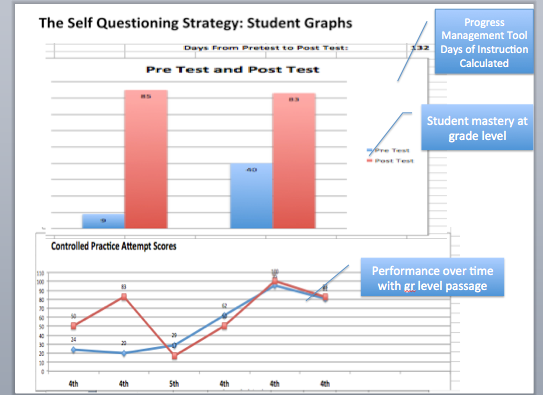 The Self Questioning Strategy: Student Graphs
Progress
Management Tool
Days of Instruction
Calculated
Days From Pretest to Post Test: 132
Pre Test and Post Test
85
83
40
9
Student mastery at
grade level
Pre Test
Post Test
Controlled Practice Attempt Scores
Performance over time
with gr level passage
110
100
90
80
70
60
50
40
30
20
10
0
50
24
83
20
29
62
100
4th
4th
5th
4th
4th
4th